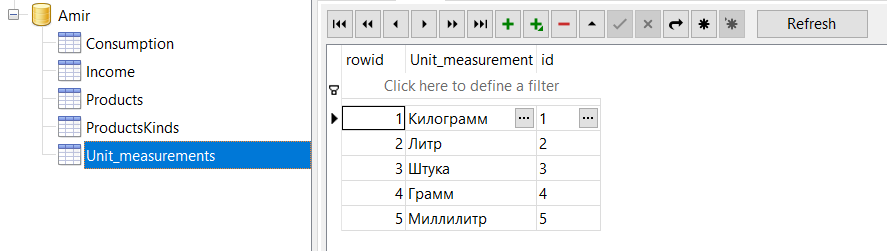 Amir
Consumption
Income
Products
ProductsKinds
Unit_measurements
Refresh
rowid Unit_measurement id
Click here to define a filter
1 Килограмм ... 1 ...
2 Литр 2
3 Штука 3
4 Грамм 4
5 Миллилитр 5